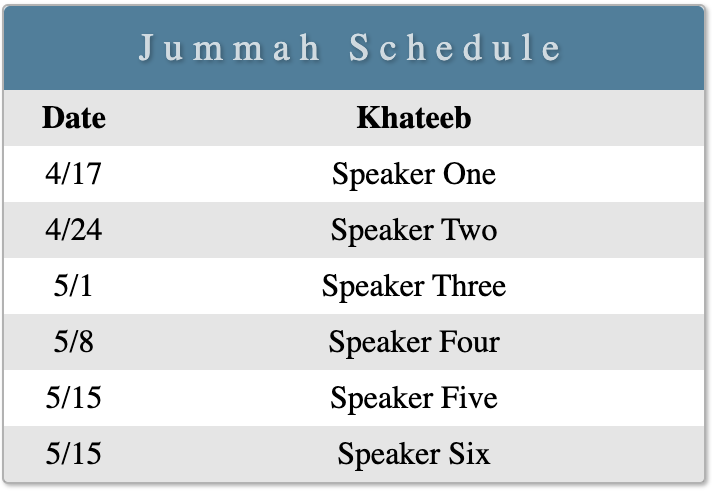 Jummah Schedule
Date Khateeb
4/17 Speaker One
4/24 Speaker Two
5/1 Speaker Three
5/8 Speaker Four
5/15 Speaker Five
5/15 Speaker Six